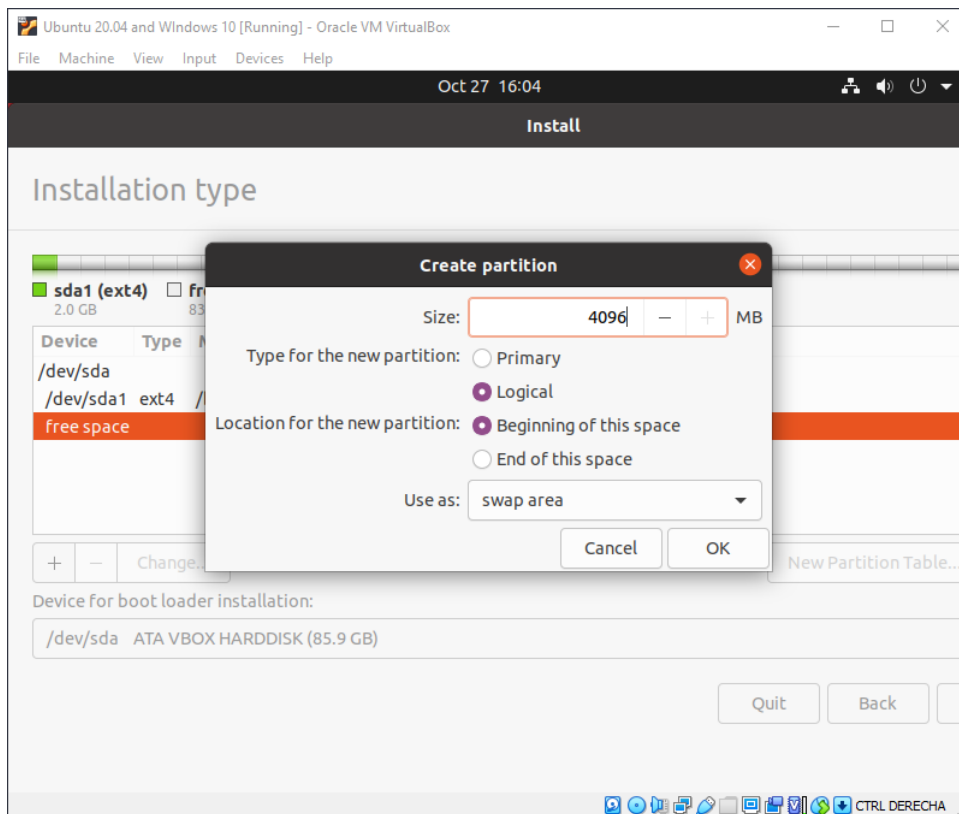 Ubuntu 20.04 and WIndows 10 [Running] - Oracle VM VirtualBox
File Machine View Input Devices Help
Oct 27 16:04
Install
Installation type
sda1 (ext4)
2.0 GB
83
Create partition
Size: 4096 MB
Type for the new partition: Primary
Logical
Location for the new partition: Beginning of this space
End of this space
Use as: swap area
Cancel OK
Device Type
/dev/sda
/dev/sda1 ext4
free space
+ − Change... New Partition Table...
Device for boot loader installation:
/dev/sda ATA VBOX HARDDISK (85.9 GB)
Quit Back
CTRL DERECHA